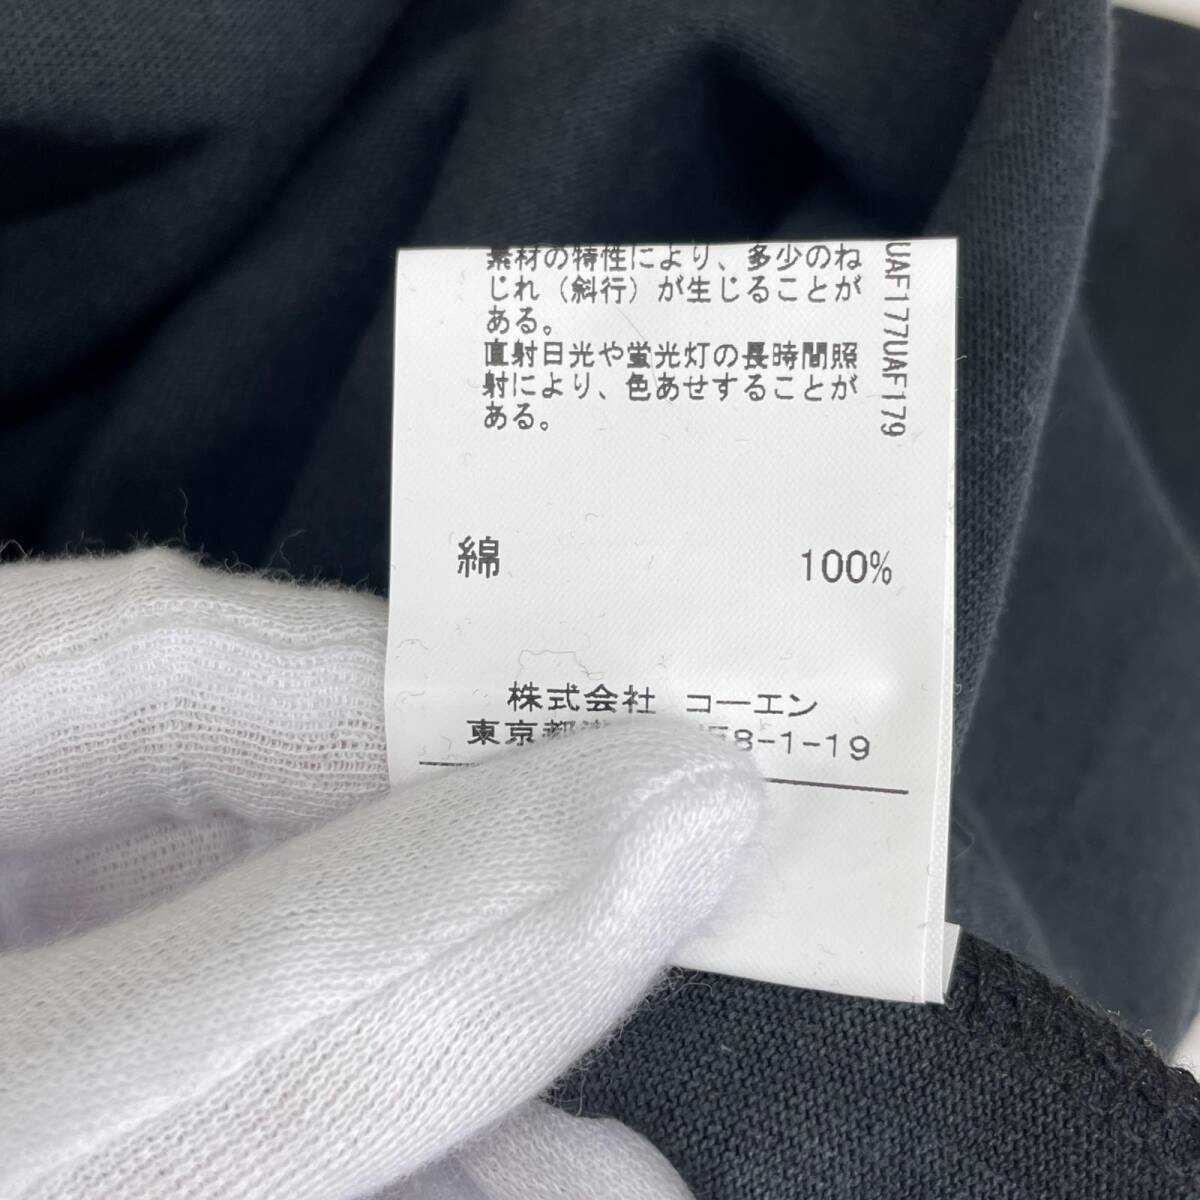 素材の特性により、多少のね
じれ（斜行）が生じることが
ある。
直射日光や蛍光灯の長時間照
射により、色あせすることが
ある。
UAF177UAF179
綿 100%
株式会社 コーエン
東京都港 8-1-19